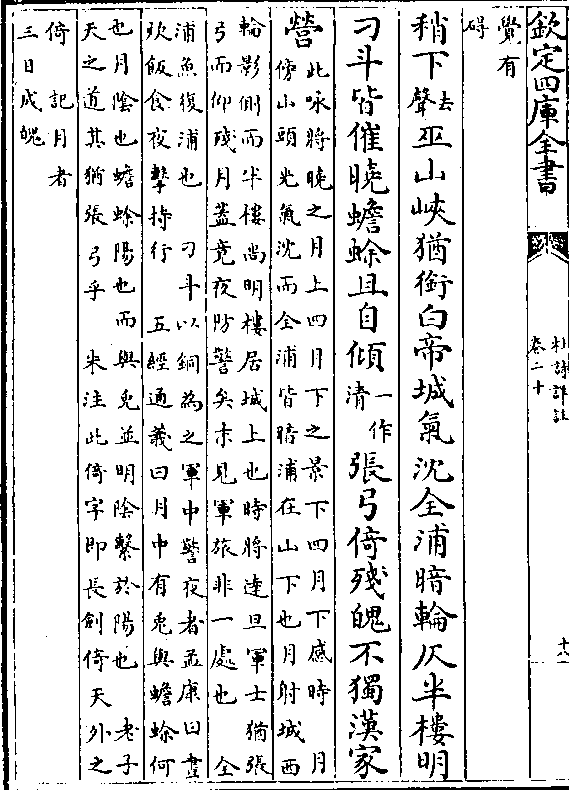 欽定四庫全書
杜詩詳註
卷二十
十八
覺有
碍
稍下去聲巫山峽猶銜白帝城氣沈全浦暗輪仄半樓明
刁斗皆催曉蟾蜍且自傾一作清張弓倚殘魄不獨漢家
營
此咏將曉之月上四月下之景下四月下感時 月
傍山頭光氣沈而全浦皆暗浦在山下也月射城西
輪影側而半樓尚明樓居城上也時將達旦軍士猶張
弓而仰殘月蓋竟夜防警矣末見軍旅非一處也 全
浦魚復浦也 刁斗以銅為之軍中警夜者孟康曰晝
炊飯食夜擊持行 五經通義曰月中有兎與蟾蜍何
也月陰也蟾蜍陽也而與兎並明陰繫於陽也 老子
天之道其猶張弓乎 朱注此倚字即長劍倚天外之
倚 記月者
三日成魄